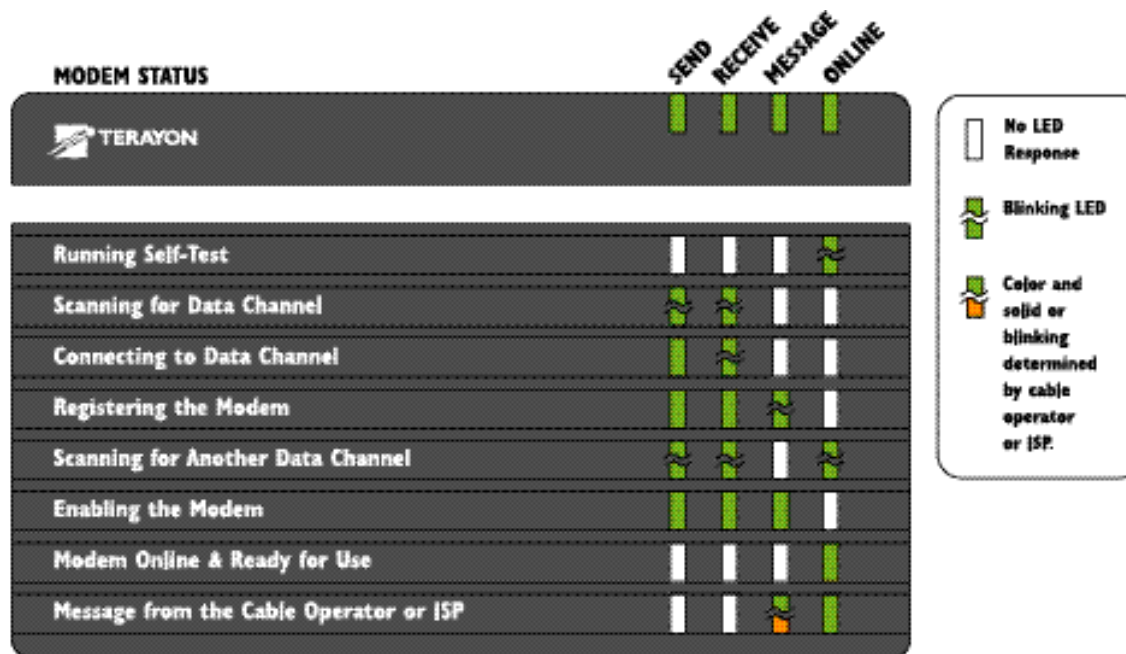 SEND
RECEIVE
MESSAGE
ONLINE
MODEM STATUS
TERAYON
Running Self-Test
Scanning for Data Channel
Connecting to Data Channel
Registering the Modem
Scanning for Another Data Channel
Enabling the Modem
Modem Online & Ready for Use
Message from the Cable Operator or ISP
No LED
Response
Blinking LED
Color and
solid or
blinking
determined
by cable
operator
or ISP.